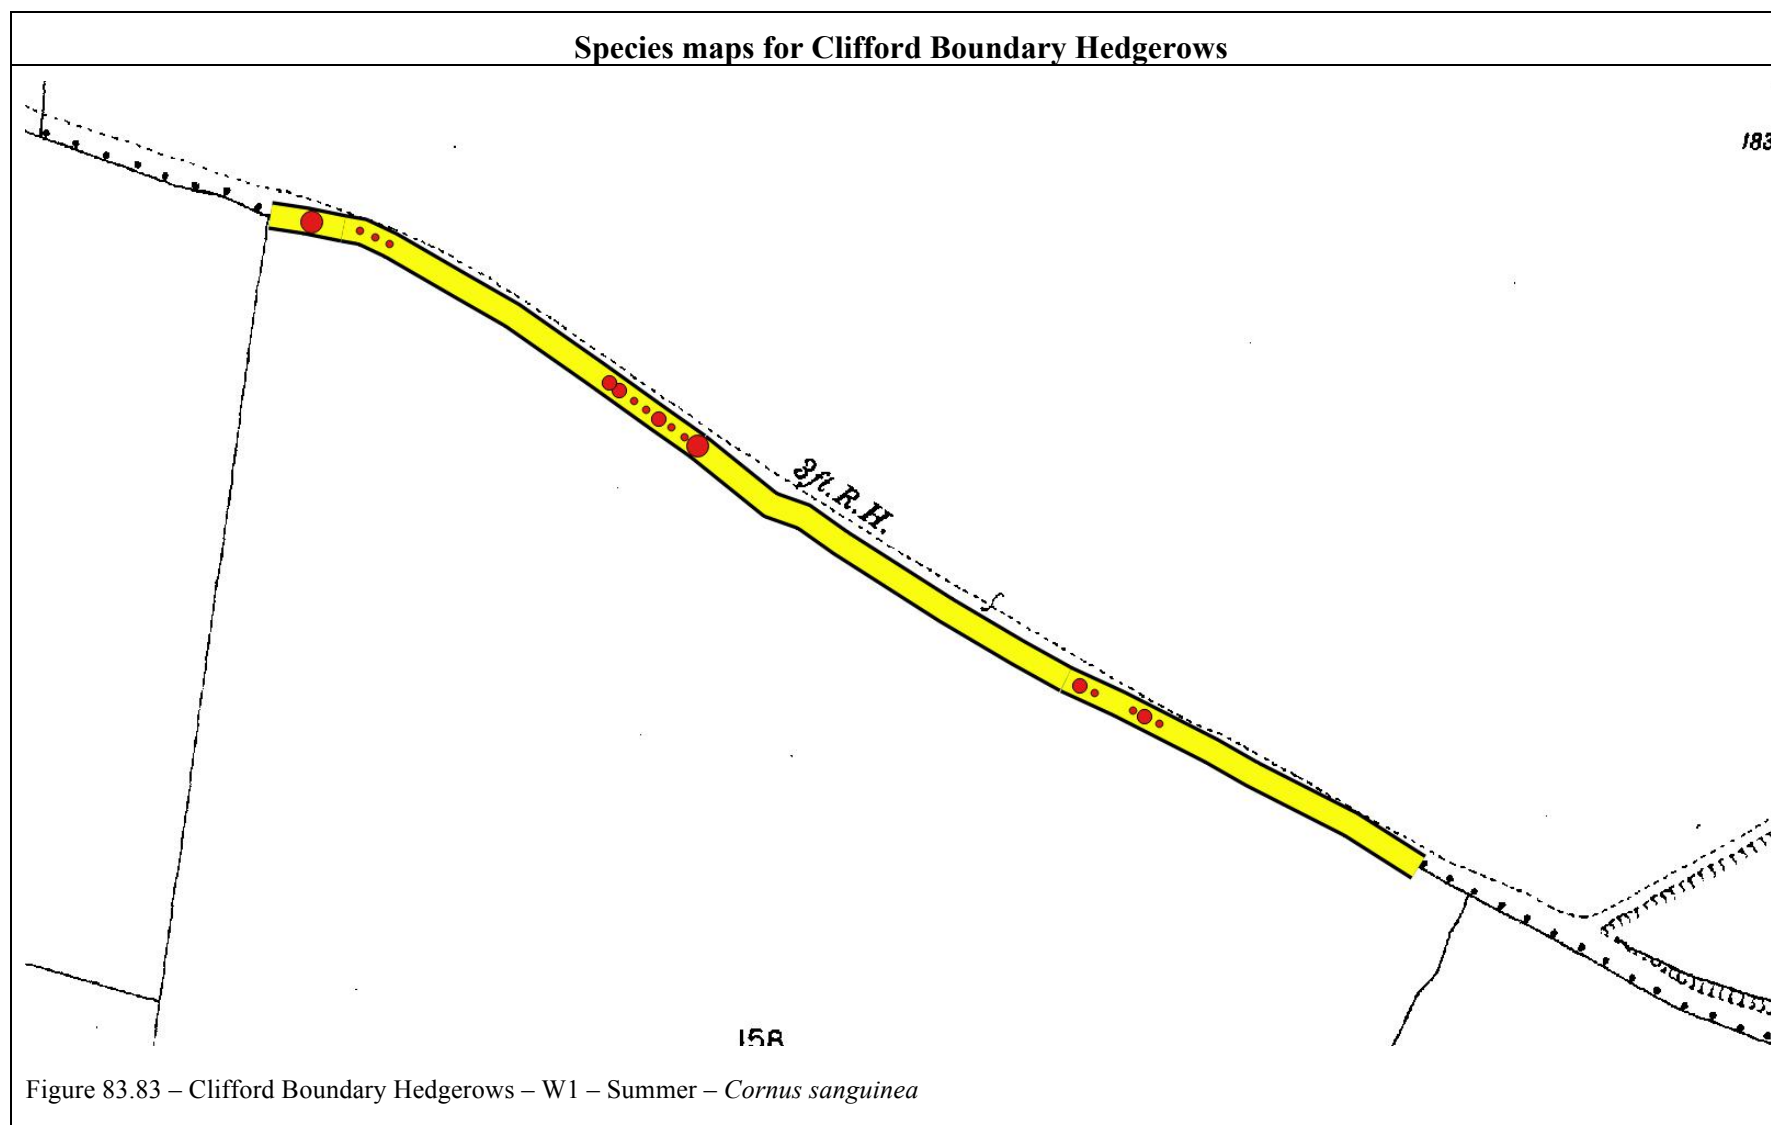 Species maps for Clifford Boundary Hedgerows
183
3ft. R. H.
158
Figure 83.83 – Clifford Boundary Hedgerows – W1 – Summer – Cornus sanguinea